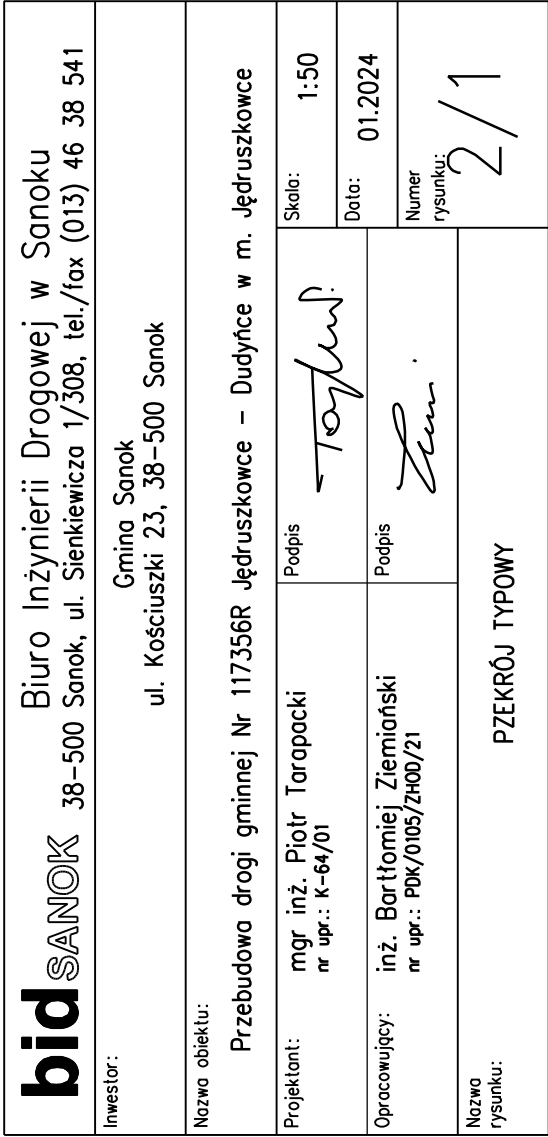 bid SANOK
Biuro Inżynierii Drogowej w Sanoku
38-500 Sanok, ul. Sienkiewicza 1/308, tel./fax (013) 46 38 541
Inwestor:
Gmina Sanok
ul. Kościuszki 23, 38-500 Sanok
Nazwa obiektu:
Przebudowa drogi gminnej Nr 117356R Jędruszkowce - Dudyńce w m. Jędruszkowce
Projektant:
mgr inż. Piotr Tarapacki
nr upr.: K-64/01
Podpis
Skala:
1:50
Opracowujący:
inż. Bartłomiej Ziemiański
nr upr.: PDK/0105/ZHOD/21
Podpis
Data:
01.2024
Nazwa
rysunku:
PZEKRÓJ TYPOWY
Numer
rysunku:
2/1